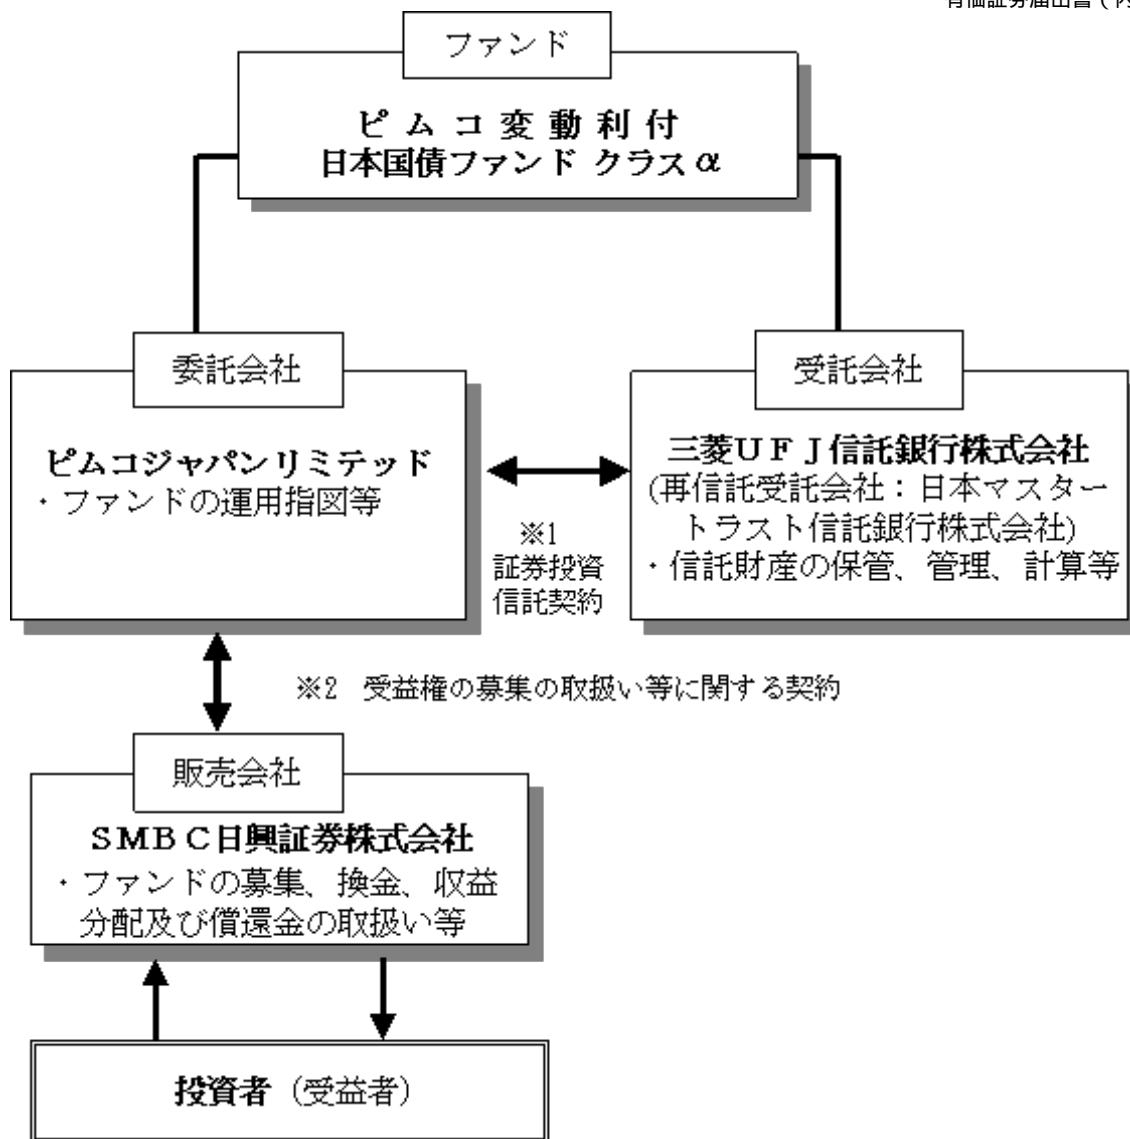 有価証券届出書（内
ファンド
ピムコ変動利付
日本国債ファンド クラスα
委託会社
ピムコジャパンリミテッド
・ファンドの運用指図等
受託会社
三菱ＵＦＪ信託銀行株式会社
(再信託受託会社：日本マスター
トラスト信託銀行株式会社)
・信託財産の保管、管理、計算等
※1
証券投資
信託契約
※2 受益権の募集の取扱い等に関する契約
販売会社
ＳＭＢＣ日興証券株式会社
・ファンドの募集、換金、収益
分配及び償還金の取扱い等
投資者（受益者）